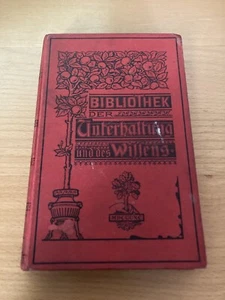 BIBLIOTHEK
DER
Unterhaltung
und des Wissens.